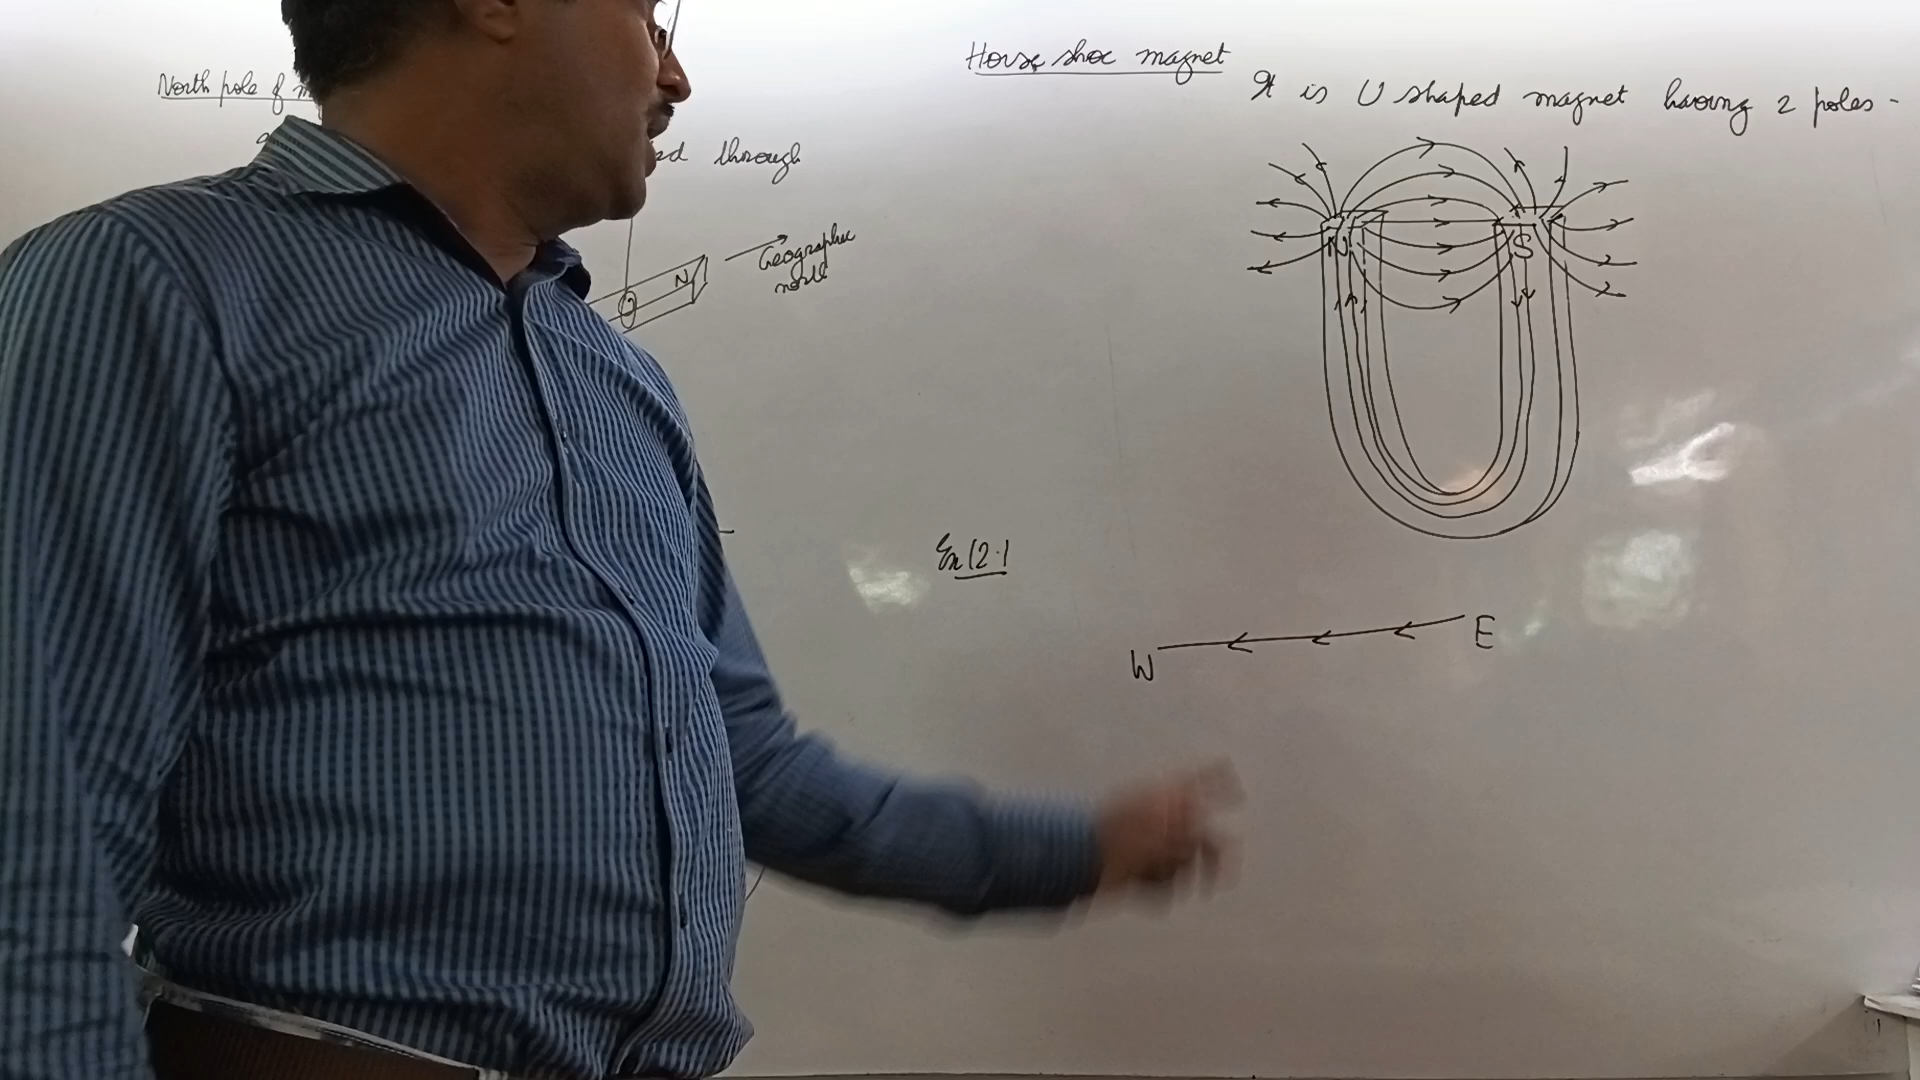 North pole of
ed through
N
Geographic
north
Horse shoe magnet
It is U shaped magnet having 2 poles -
N
S
Ex 12.1
W
E